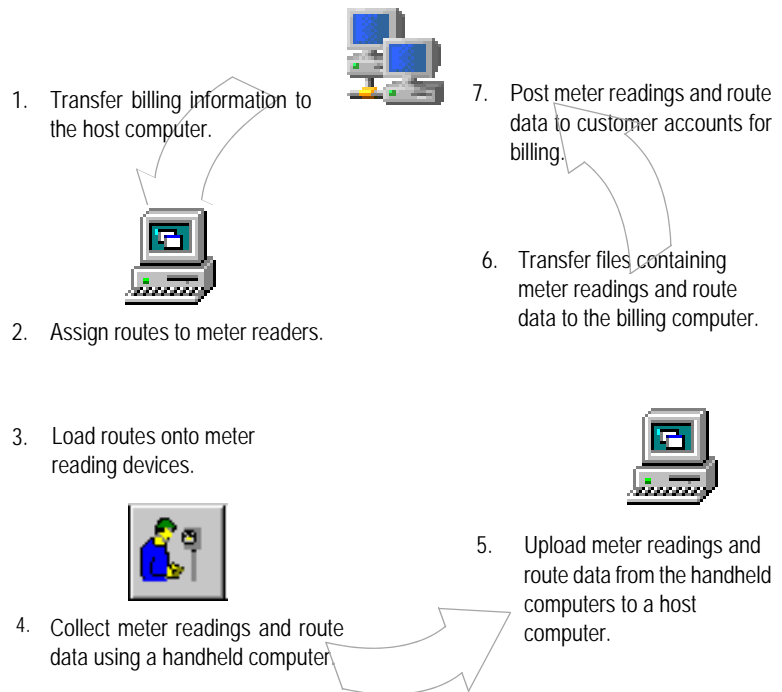 1. Transfer billing information to
the host computer.
2. Assign routes to meter readers.
3. Load routes onto meter
reading devices.
4. Collect meter readings and route
data using a handheld computer.
5. Upload meter readings and
route data from the handheld
computers to a host
computer.
6. Transfer files containing
meter readings and route
data to the billing computer.
7. Post meter readings and route
data to customer accounts for
billing.